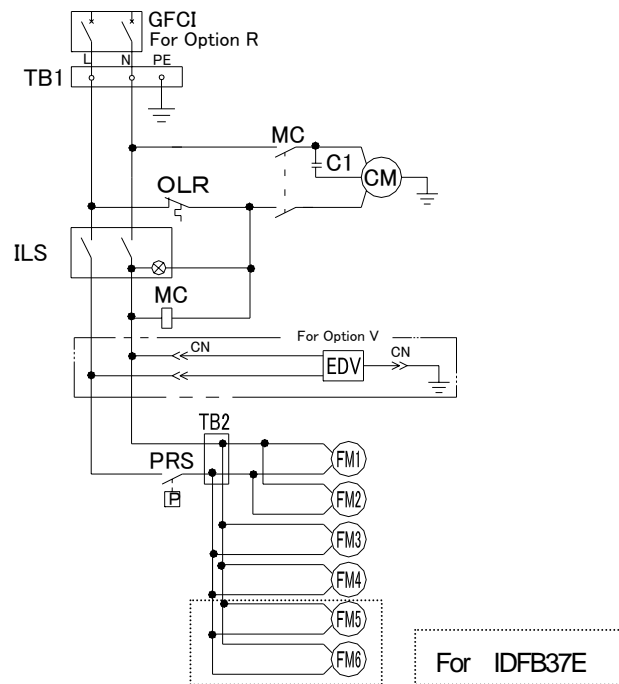 GFCI
For Option R
L N PE
TB1
MC
C1
CM
OLR
ILS
MC
For Option V
CN
CN
EDV
TB2
PRS
P
FM1
FM2
FM3
FM4
FM5
FM6
For IDFB37E